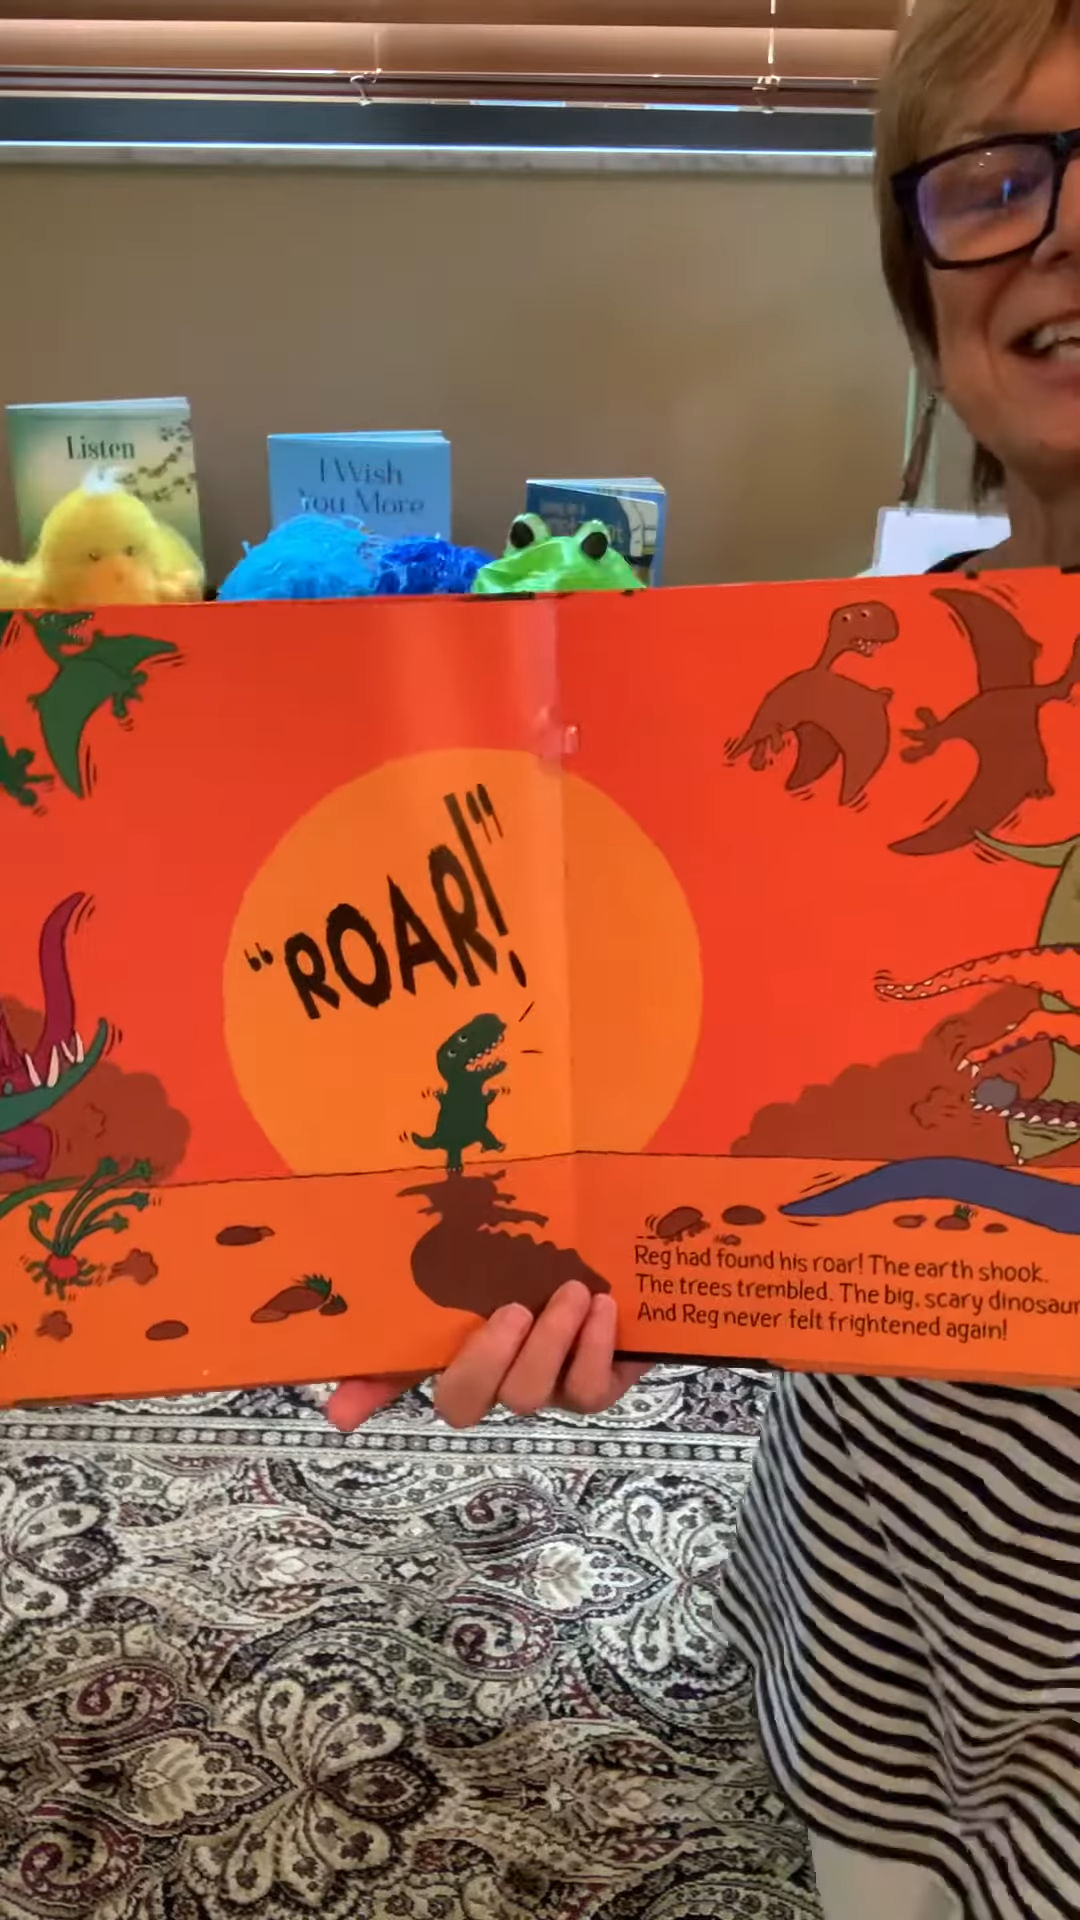 Listen
I Wish
You More
"ROAR!"
Reg had found his roar! The earth shook.
The trees trembled. The big, scary dinosaur
And Reg never felt frightened again!